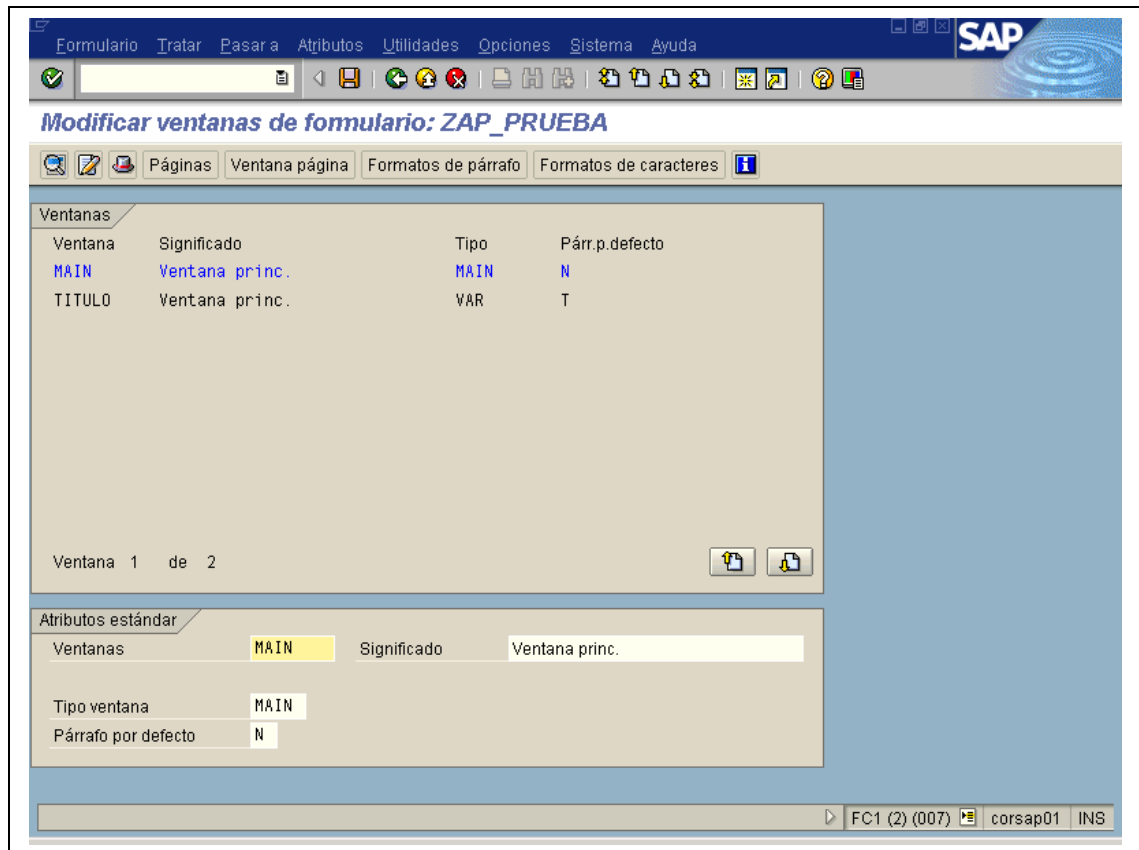 Formulario Tratar Pasar a Atributos Utilidades Opciones Sistema Ayuda
SAP
Modificar ventanas de formulario: ZAP_PRUEBA
Páginas Ventana página Formatos de párrafo Formatos de caracteres
Ventanas
Ventana Significado Tipo Párr.p.defecto
MAIN Ventana princ. MAIN N
TITULO Ventana princ. VAR T
Ventana 1 de 2
Atributos estándar
Ventanas MAIN Significado Ventana princ.
Tipo ventana MAIN
Párrafo por defecto N
FC1 (2) (007) corsap01 INS